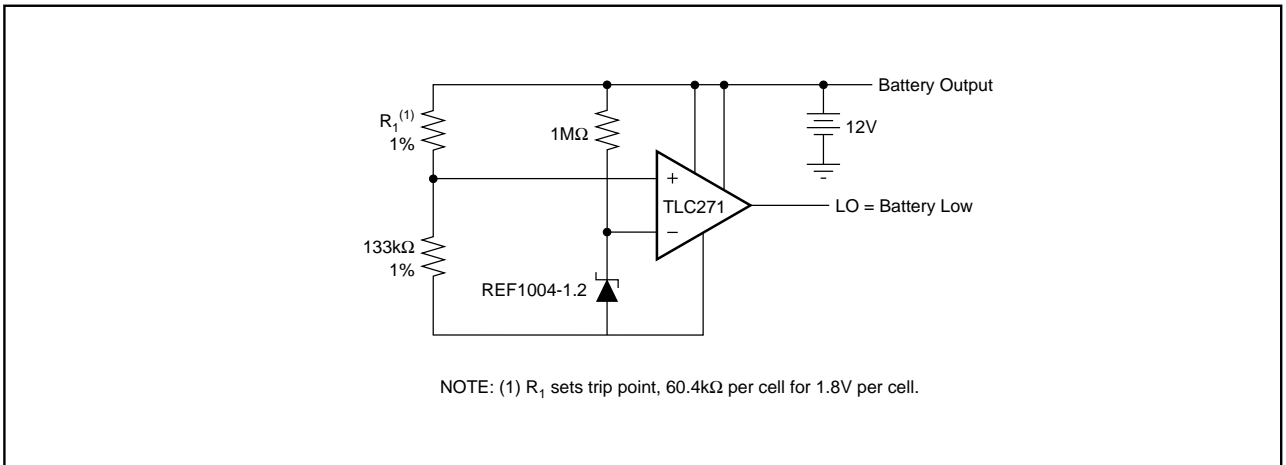 Battery Output
R1(1)
1%
1MΩ
12V
+
TLC271
LO = Battery Low
−
133kΩ
1%
REF1004-1.2
NOTE: (1) R1 sets trip point, 60.4kΩ per cell for 1.8V per cell.